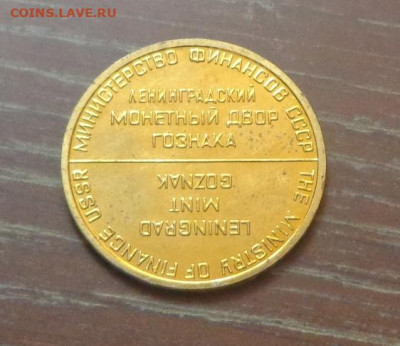 COINS.LAVE.RU
МИНИСТЕРСТВО ФИНАНСОВ СССР
ЛЕНИНГРАДСКИЙ
МОНЕТНЫЙ ДВОР
ГОЗНАКА
LENINGRAD
MINT
GOZNAK
THE MINISTRY OF FINANCE USSR